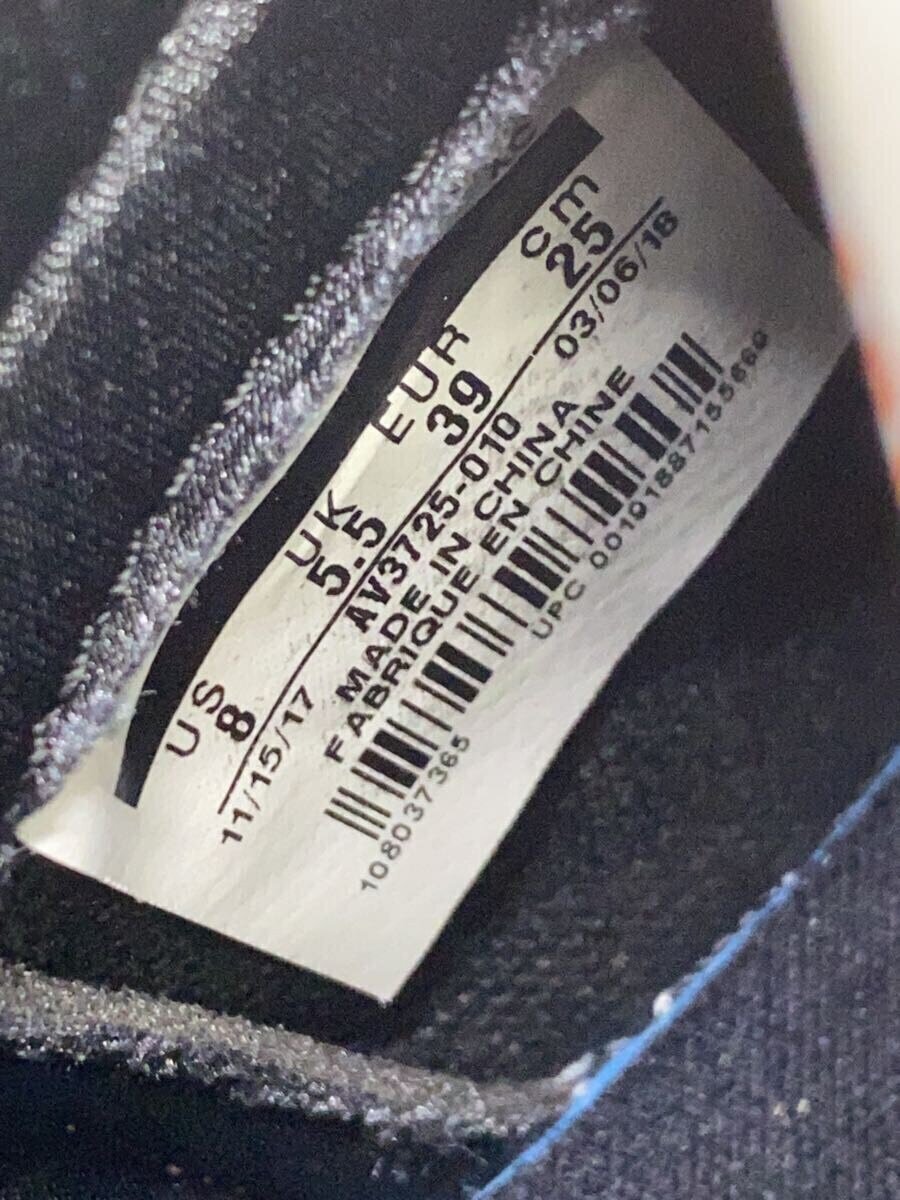 US UK EUR cm
8 5.5 39 25
11/15/17 AV3725-010 03/06/18
MADE IN CHINA
FABRIQUE EN CHINE
UPC
108037365